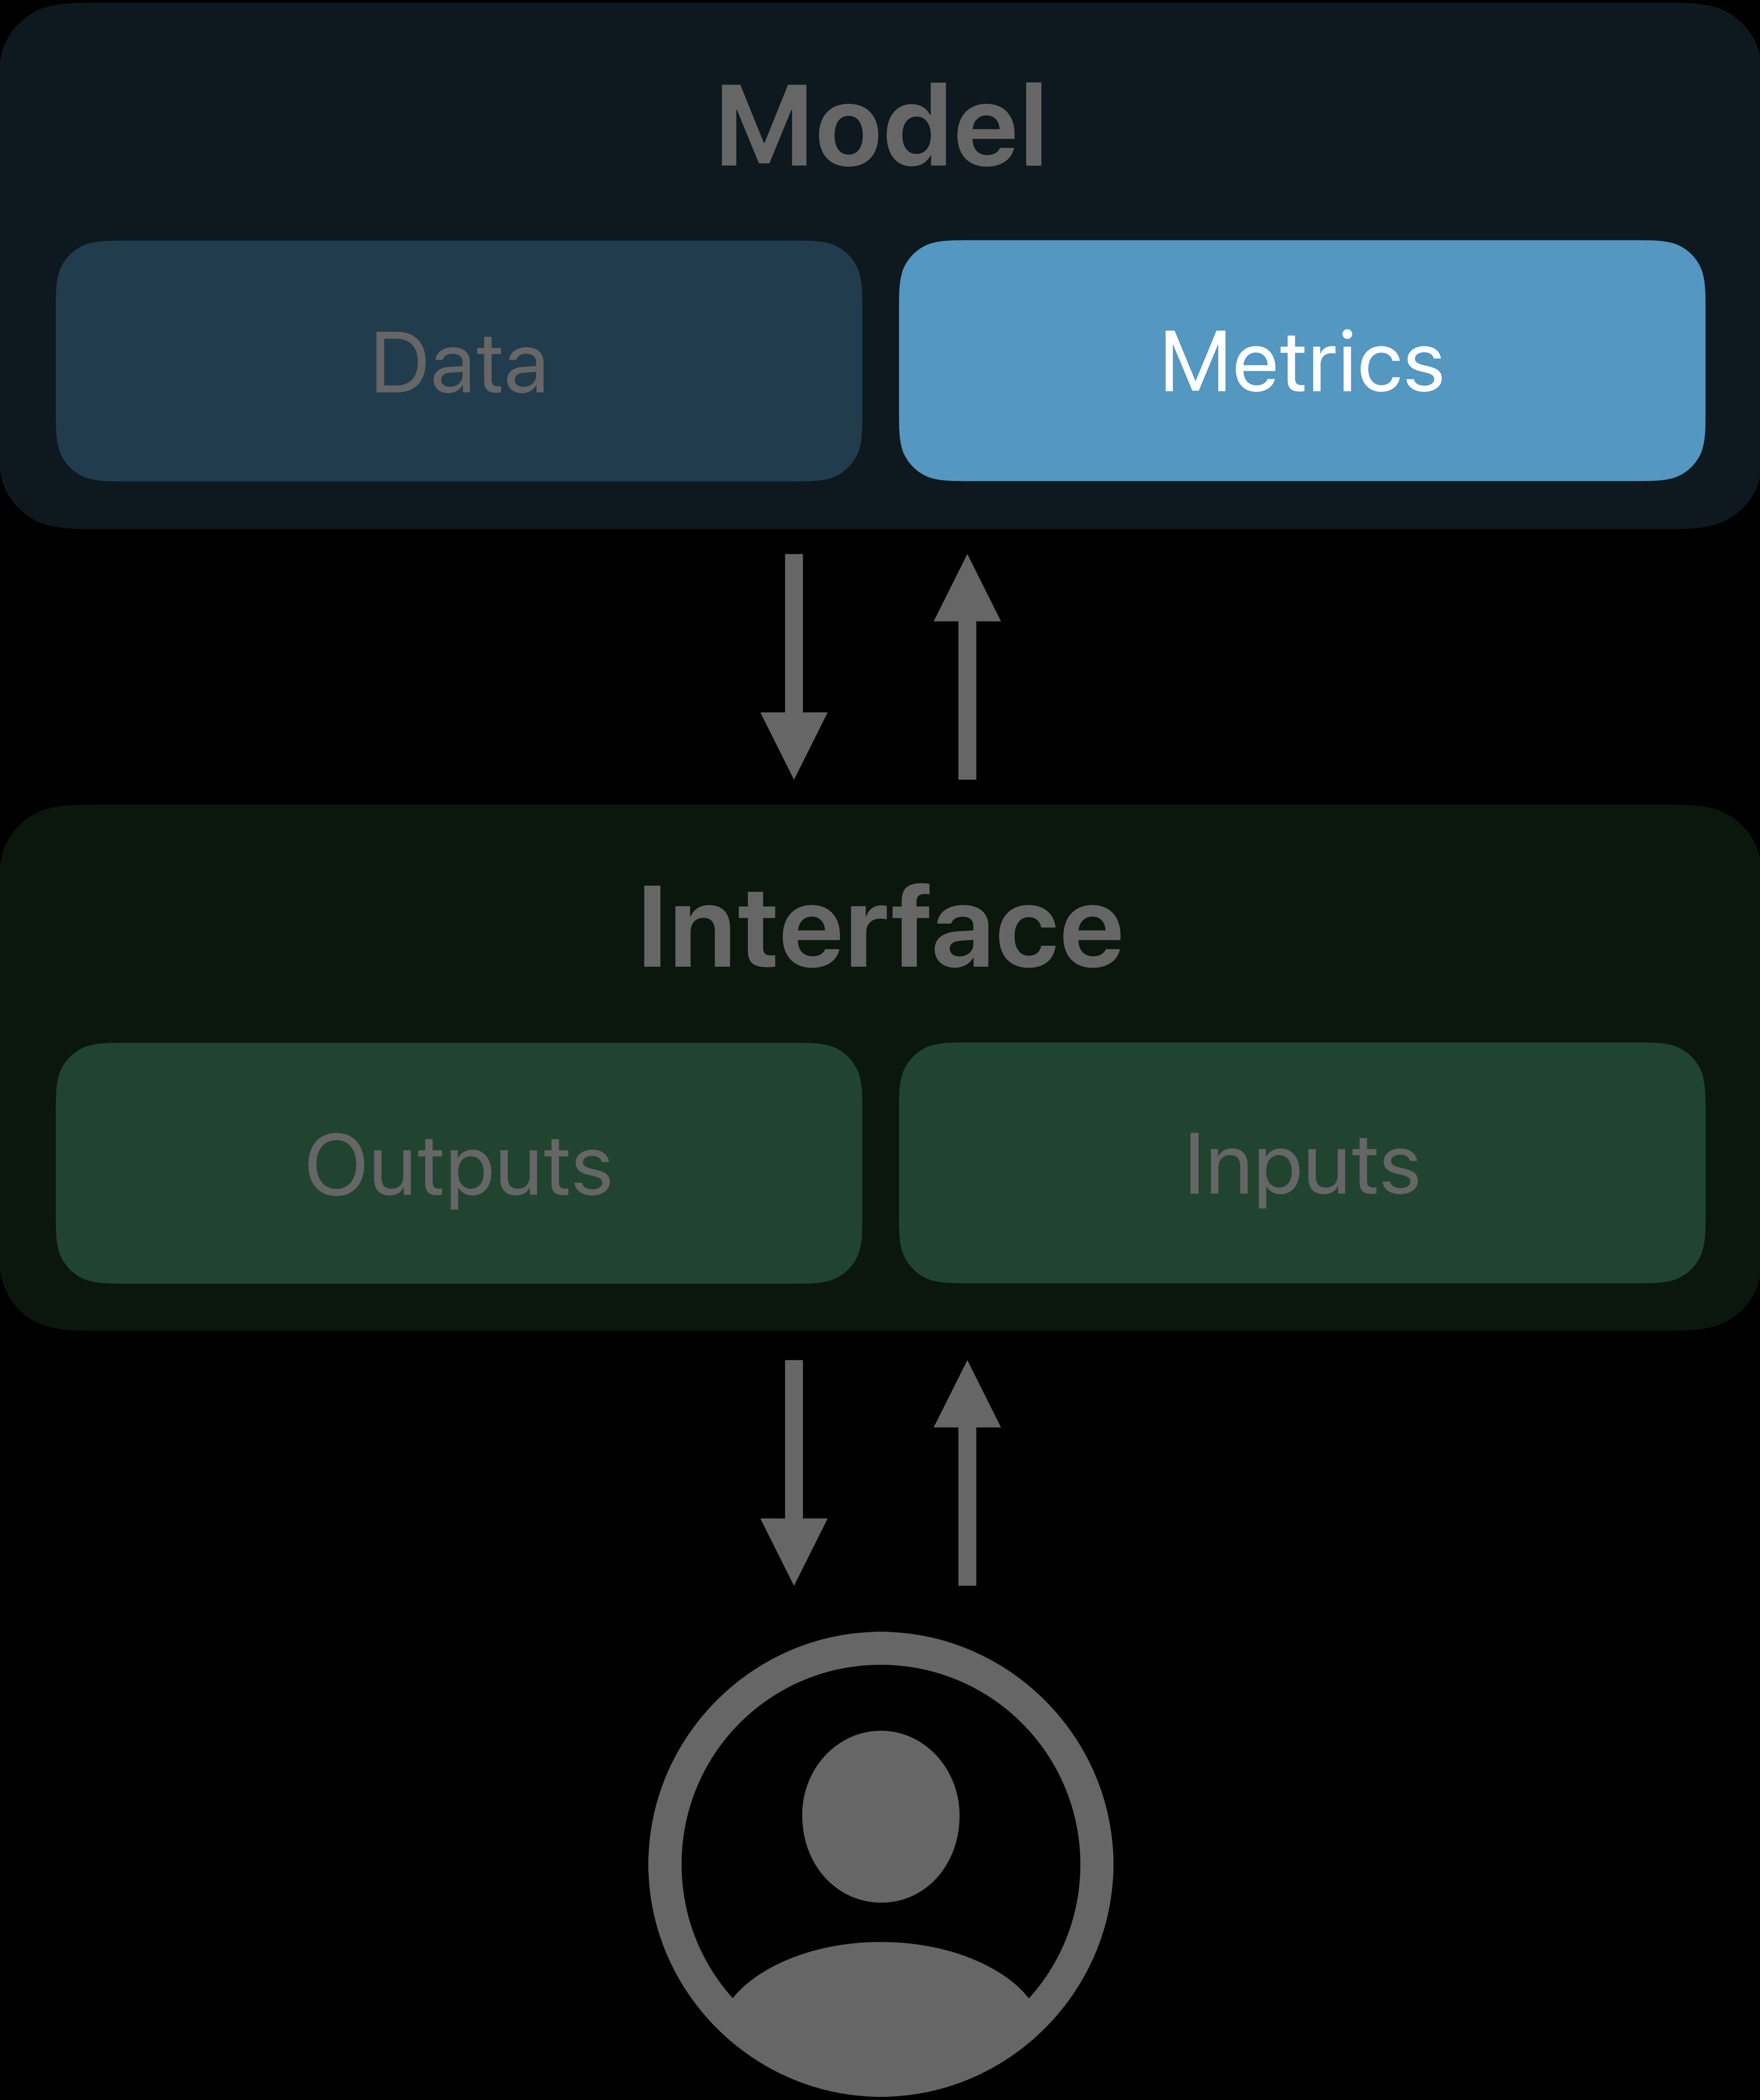 Model
Data
Metrics
Interface
Outputs
Inputs